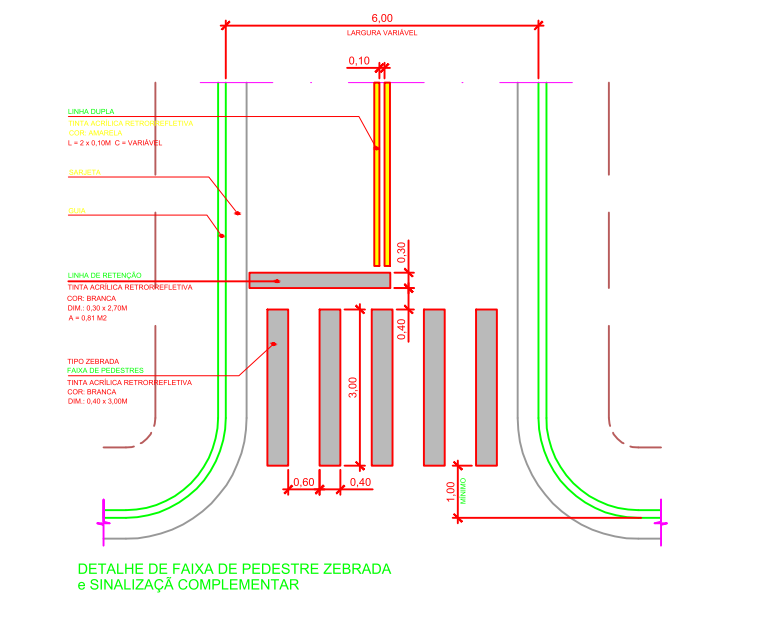 6,00
LARGURA VARIÁVEL
0,10
LINHA DUPLA
TINTA ACRÍLICA RETRORREFLETIVA
COR: AMARELA
L = 2 x 0,10M C = VARIÁVEL
SARJETA
GUIA
0,30
LINHA DE RETENÇÃO
TINTA ACRÍLICA RETRORREFLETIVA
COR: BRANCA
DIM.: 0,30 x 2,70M
A = 0,81 M2
0,40
TIPO ZEBRADA
FAIXA DE PEDESTRES
TINTA ACRÍLICA RETRORREFLETIVA
COR: BRANCA
DIM.: 0,40 x 3,00M
3,00
0,60
0,40
1,00
MÍNIMO
DETALHE DE FAIXA DE PEDESTRE ZEBRADA
e SINALIZAÇÃ COMPLEMENTAR